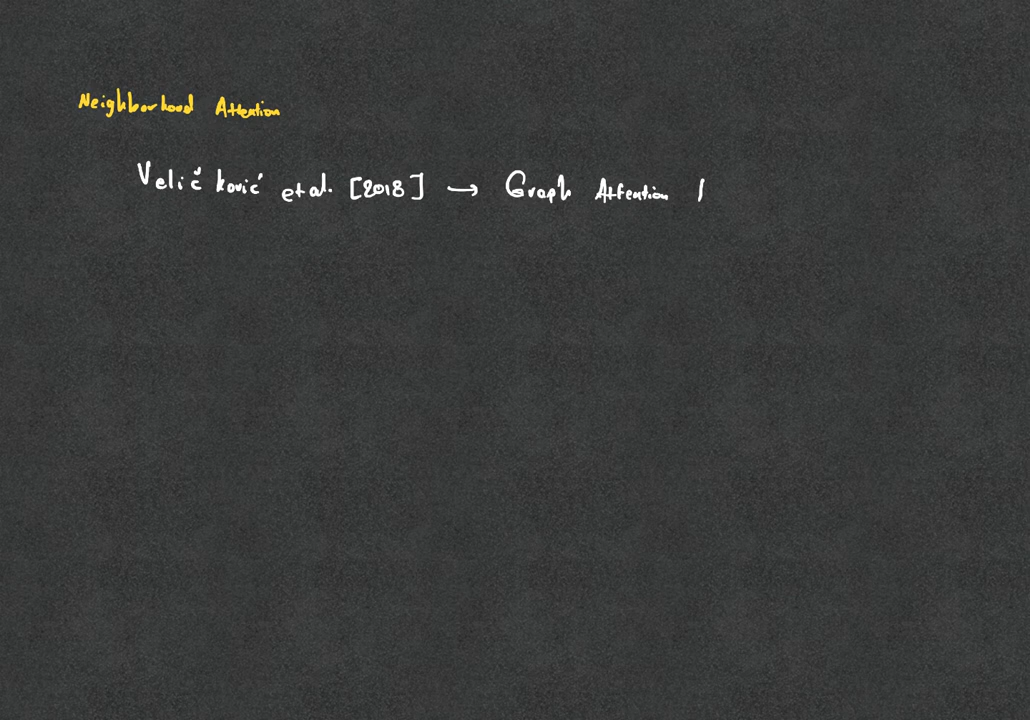 Neighborhood Attention
Veličković et al. [2018] → Graph Attention